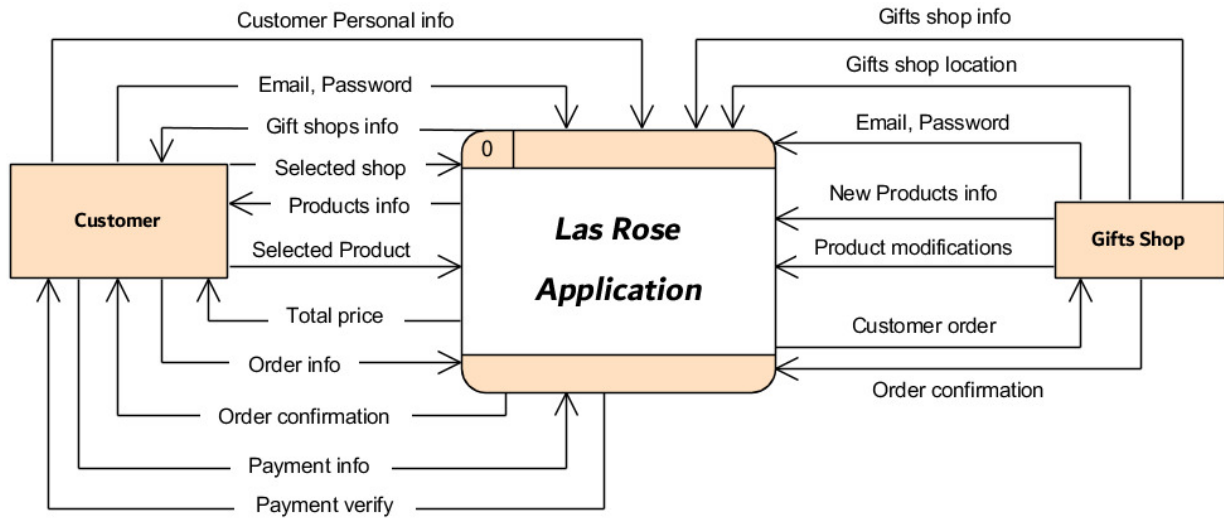 Customer Personal info
Gifts shop info
Email, Password
Gifts shop location
Gift shops info
Email, Password
0
Selected shop
Products info
New Products info
Customer
Las Rose
Application
Gifts Shop
Selected Product
Product modifications
Total price
Customer order
Order info
Order confirmation
Order confirmation
Payment info
Payment verify